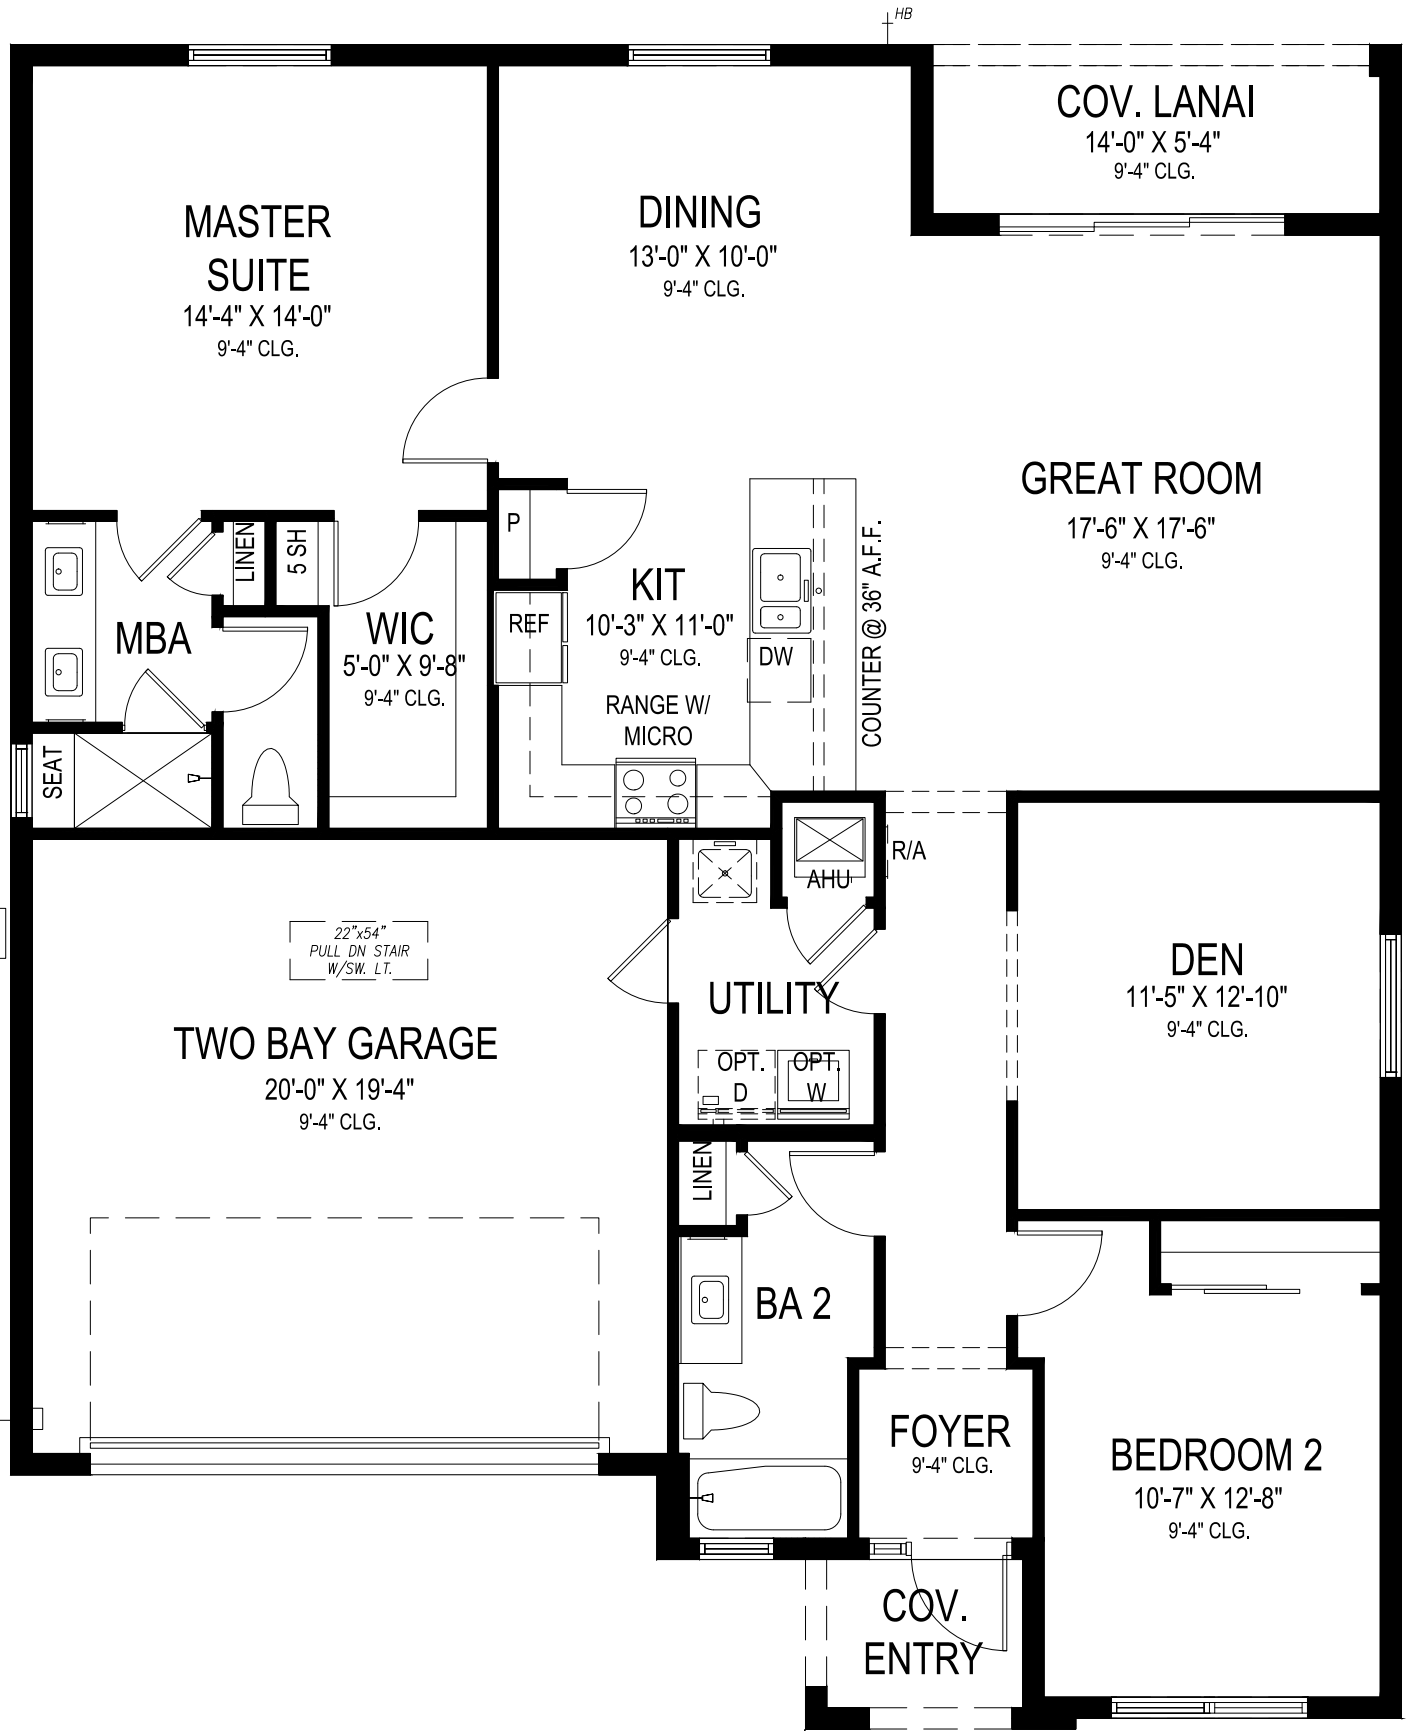 HB
COV. LANAI
14'-0" X 5'-4"
9'-4" CLG.
MASTER
SUITE
14'-4" X 14'-0"
9'-4" CLG.
DINING
13'-0" X 10'-0"
9'-4" CLG.
GREAT ROOM
17'-6" X 17'-6"
9'-4" CLG.
P
LINEN
5 SH
KIT
10'-3" X 11'-0"
9'-4" CLG.
REF
DW
RANGE W/
MICRO
COUNTER @ 36" A.F.F.
MBA
WIC
5'-0" X 9'-8"
9'-4" CLG.
SEAT
AHU
R/A
22"x54"
PULL DN STAIR
W/SW. LT.
TWO BAY GARAGE
20'-0" X 19'-4"
9'-4" CLG.
UTILITY
OPT.
D
OPT.
W
DEN
11'-5" X 12'-10"
9'-4" CLG.
LINEN
BA 2
FOYER
9'-4" CLG.
BEDROOM 2
10'-7" X 12'-8"
9'-4" CLG.
COV.
ENTRY